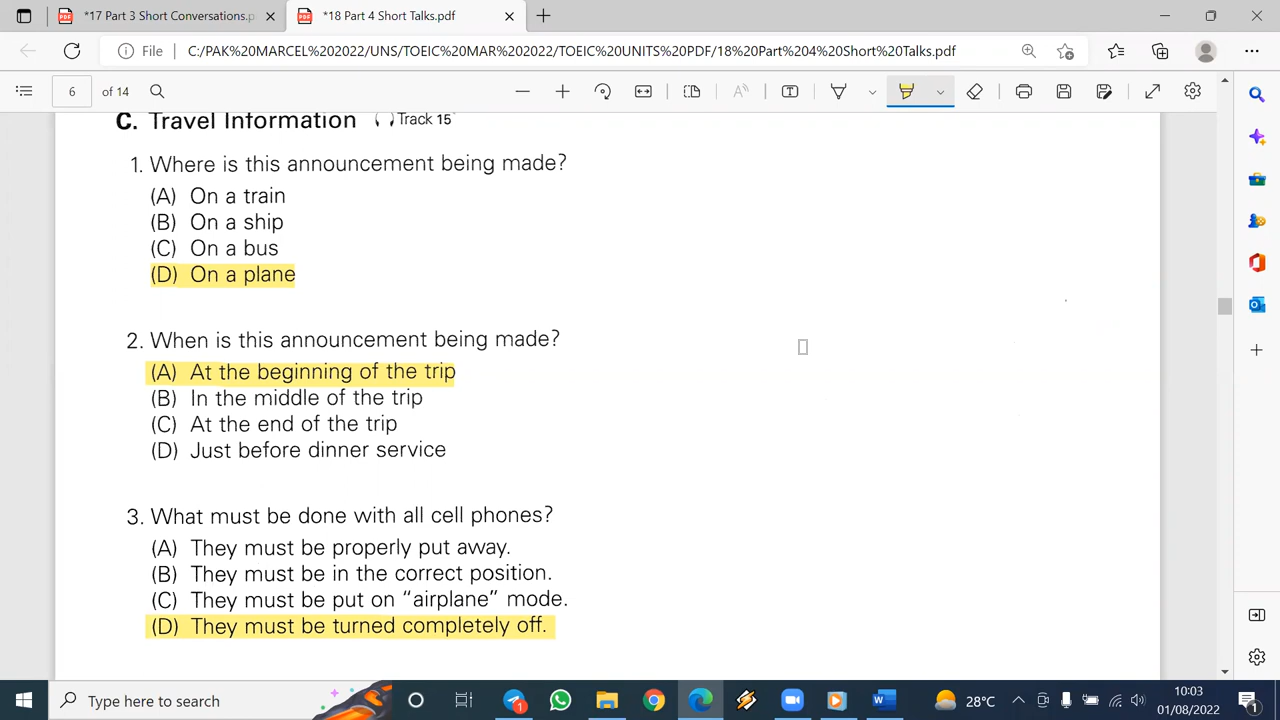 *17 Part 3 Short Conversations.p
*18 Part 4 Short Talks.pdf
File
C:/PAK%20MARCEL%202022/UNS/TOEIC%20MAR%202022/TOEIC%20UNITS%20PDF/18%20Part%204%20Short%20Talks.pdf
6 of 14
C. Travel Information Track 15
1. Where is this announcement being made?
(A) On a train
(B) On a ship
(C) On a bus
(D) On a plane
2. When is this announcement being made?
(A) At the beginning of the trip
(B) In the middle of the trip
(C) At the end of the trip
(D) Just before dinner service
3. What must be done with all cell phones?
(A) They must be properly put away.
(B) They must be in the correct position.
(C) They must be put on “airplane” mode.
(D) They must be turned completely off.
Type here to search
1
28°C
10:03
01/08/2022
1